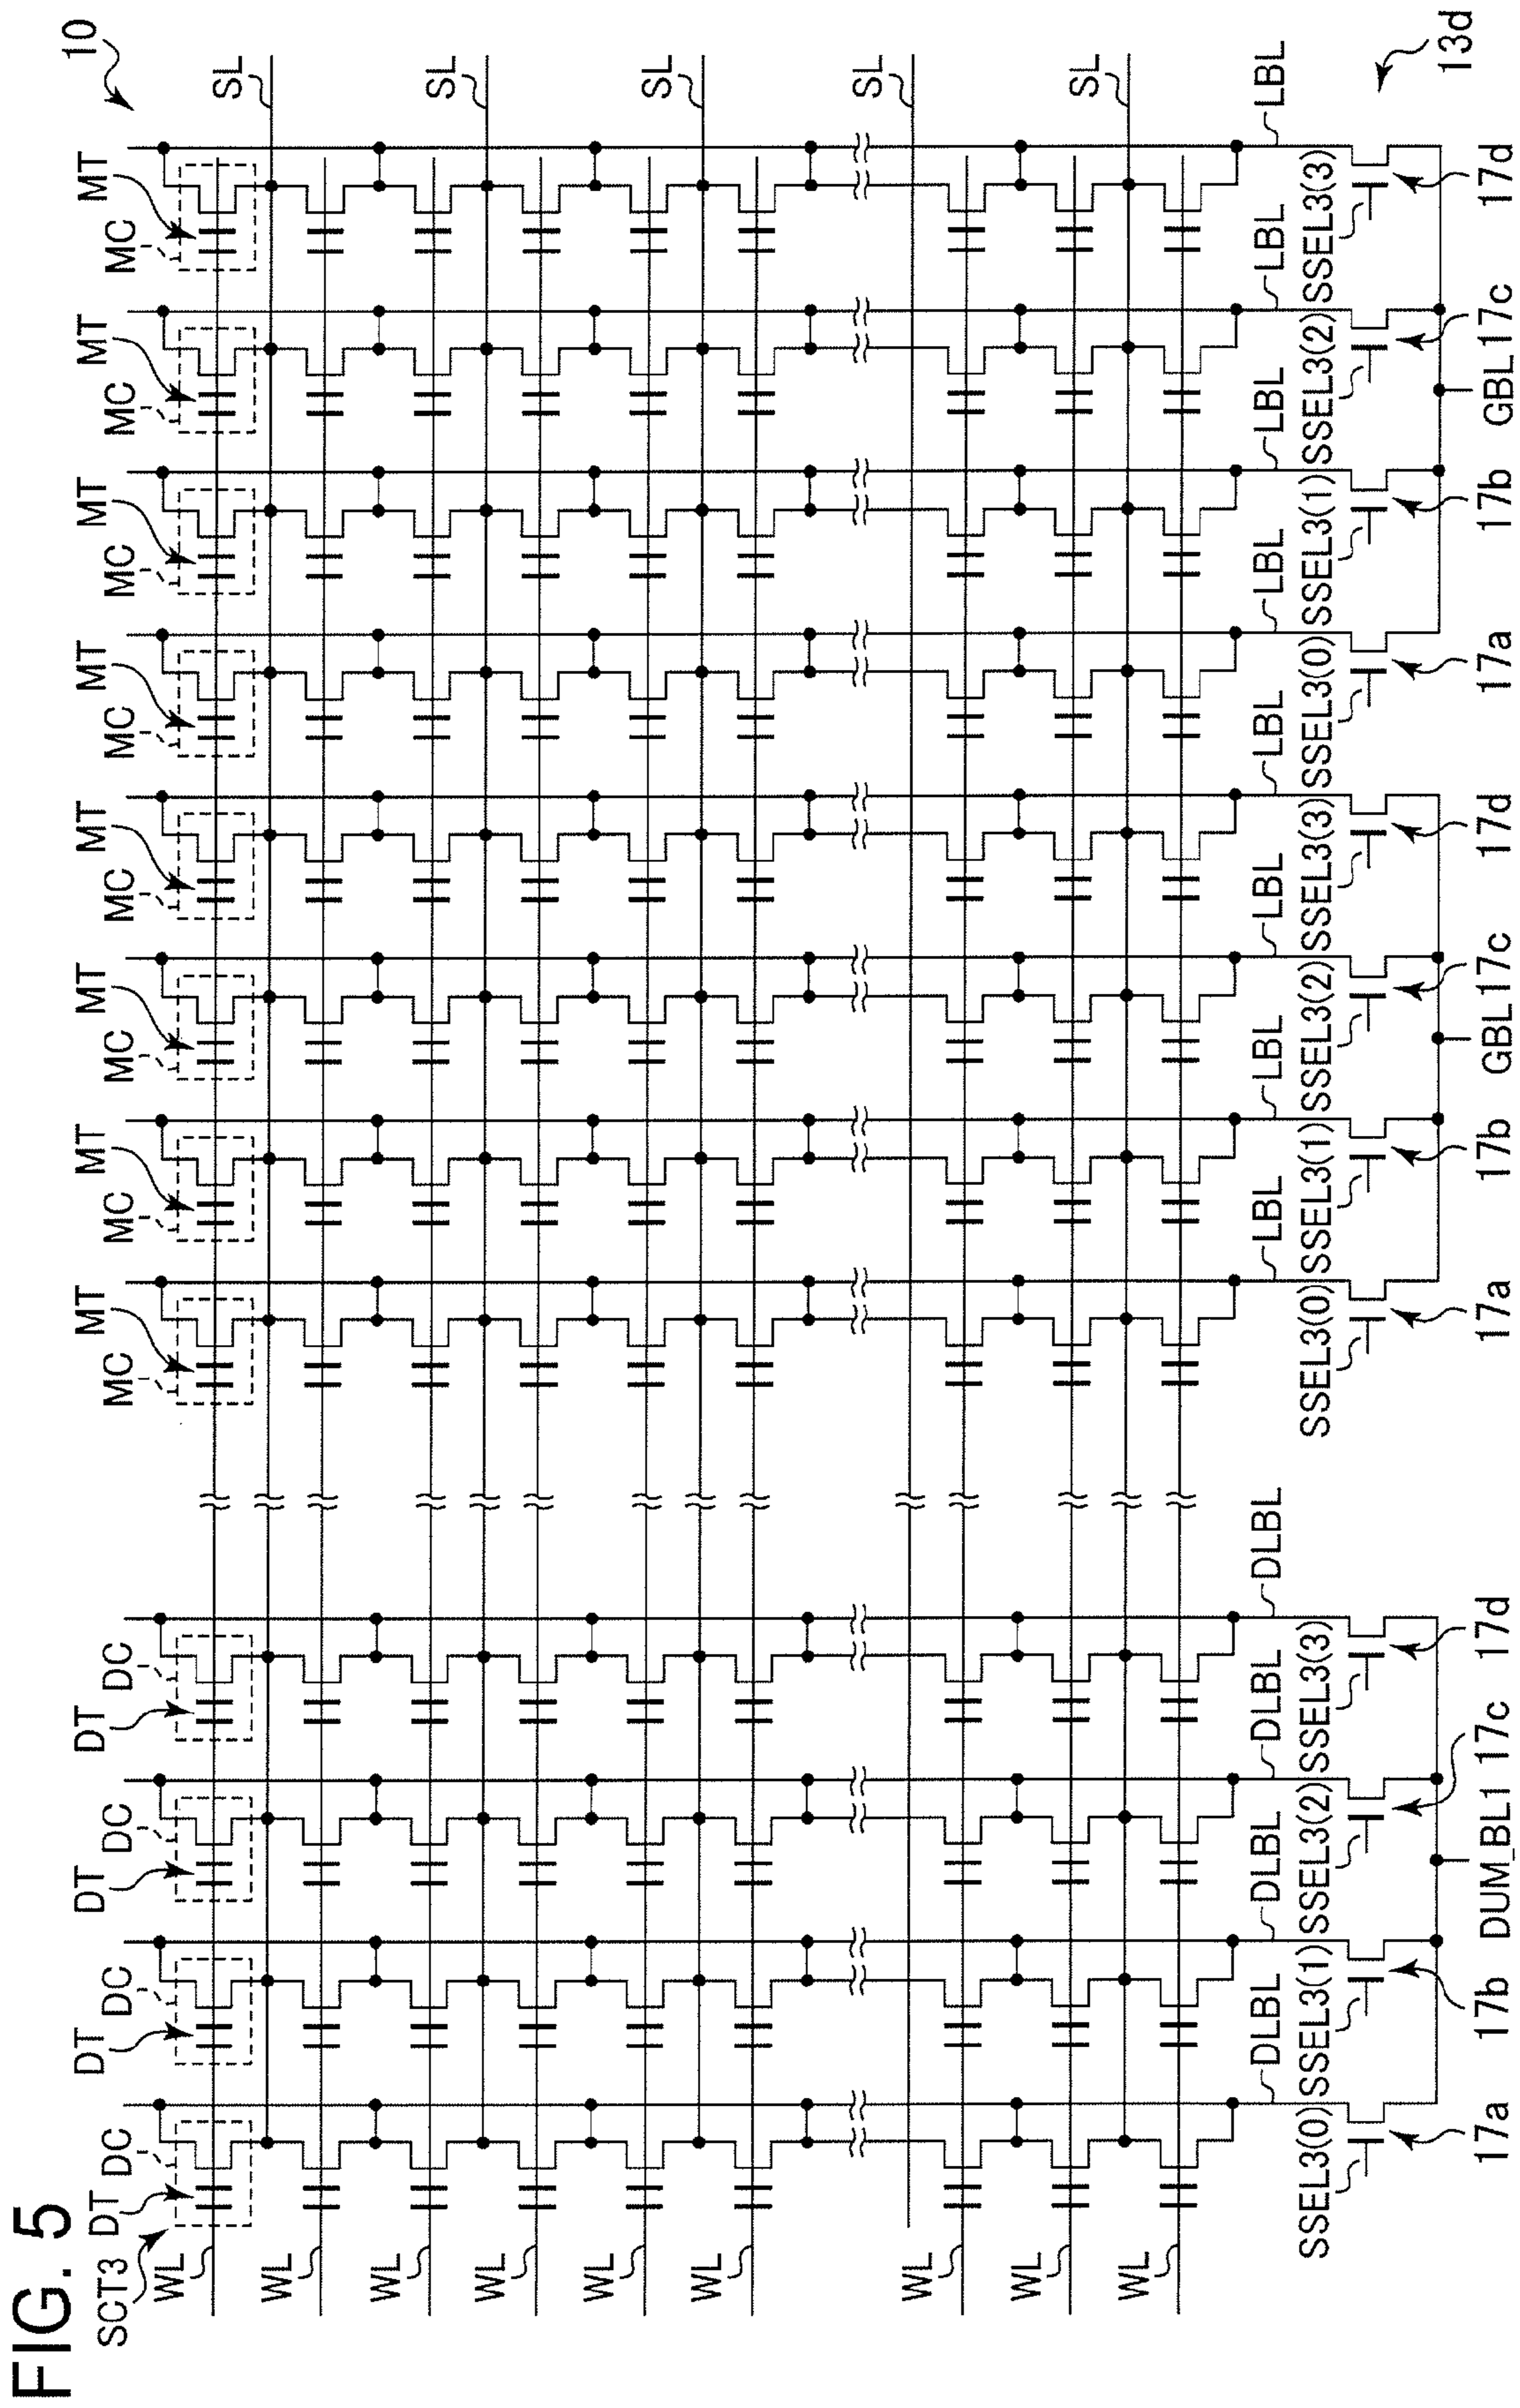 FIG. 5
10
DT DT DT DT MT MT MT MT MT MT MT MT
SCT3 DC DC DC DC MC MC MC MC MC MC MC MC
WL
SL
WL
WL
SL
WL
WL
SL
WL
SL
WL
WL
SL
WL
DLBL DLBL DLBL DLBL LBL LBL LBL LBL LBL LBL LBL LBL
SSEL3(0) SSEL3(1) SSEL3(2) SSEL3(3) SSEL3(0) SSEL3(1) SSEL3(2) SSEL3(3) SSEL3(0) SSEL3(1) SSEL3(2) SSEL3(3)
13d
17a 17b DUM_BL1 17c 17d 17a 17b GBL 17c 17d 17a 17b GBL 17c 17d